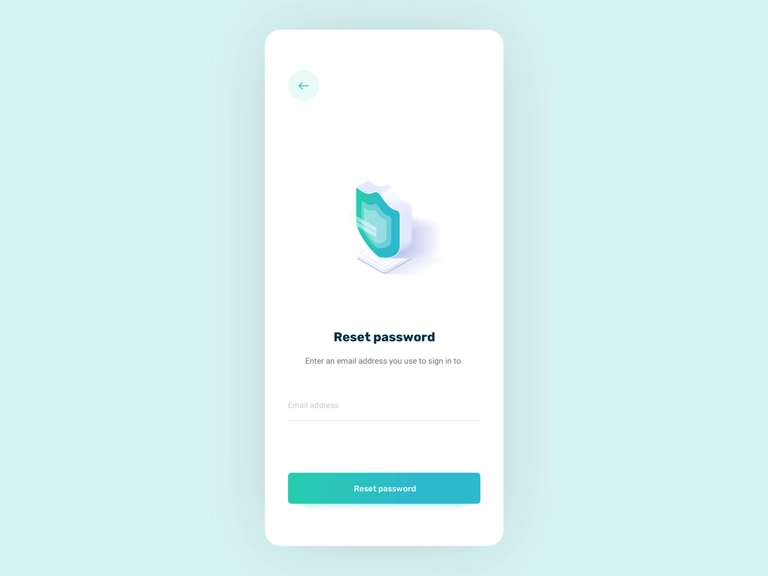 Reset password
Enter an email address you use to sign in to.
Email address
Reset password